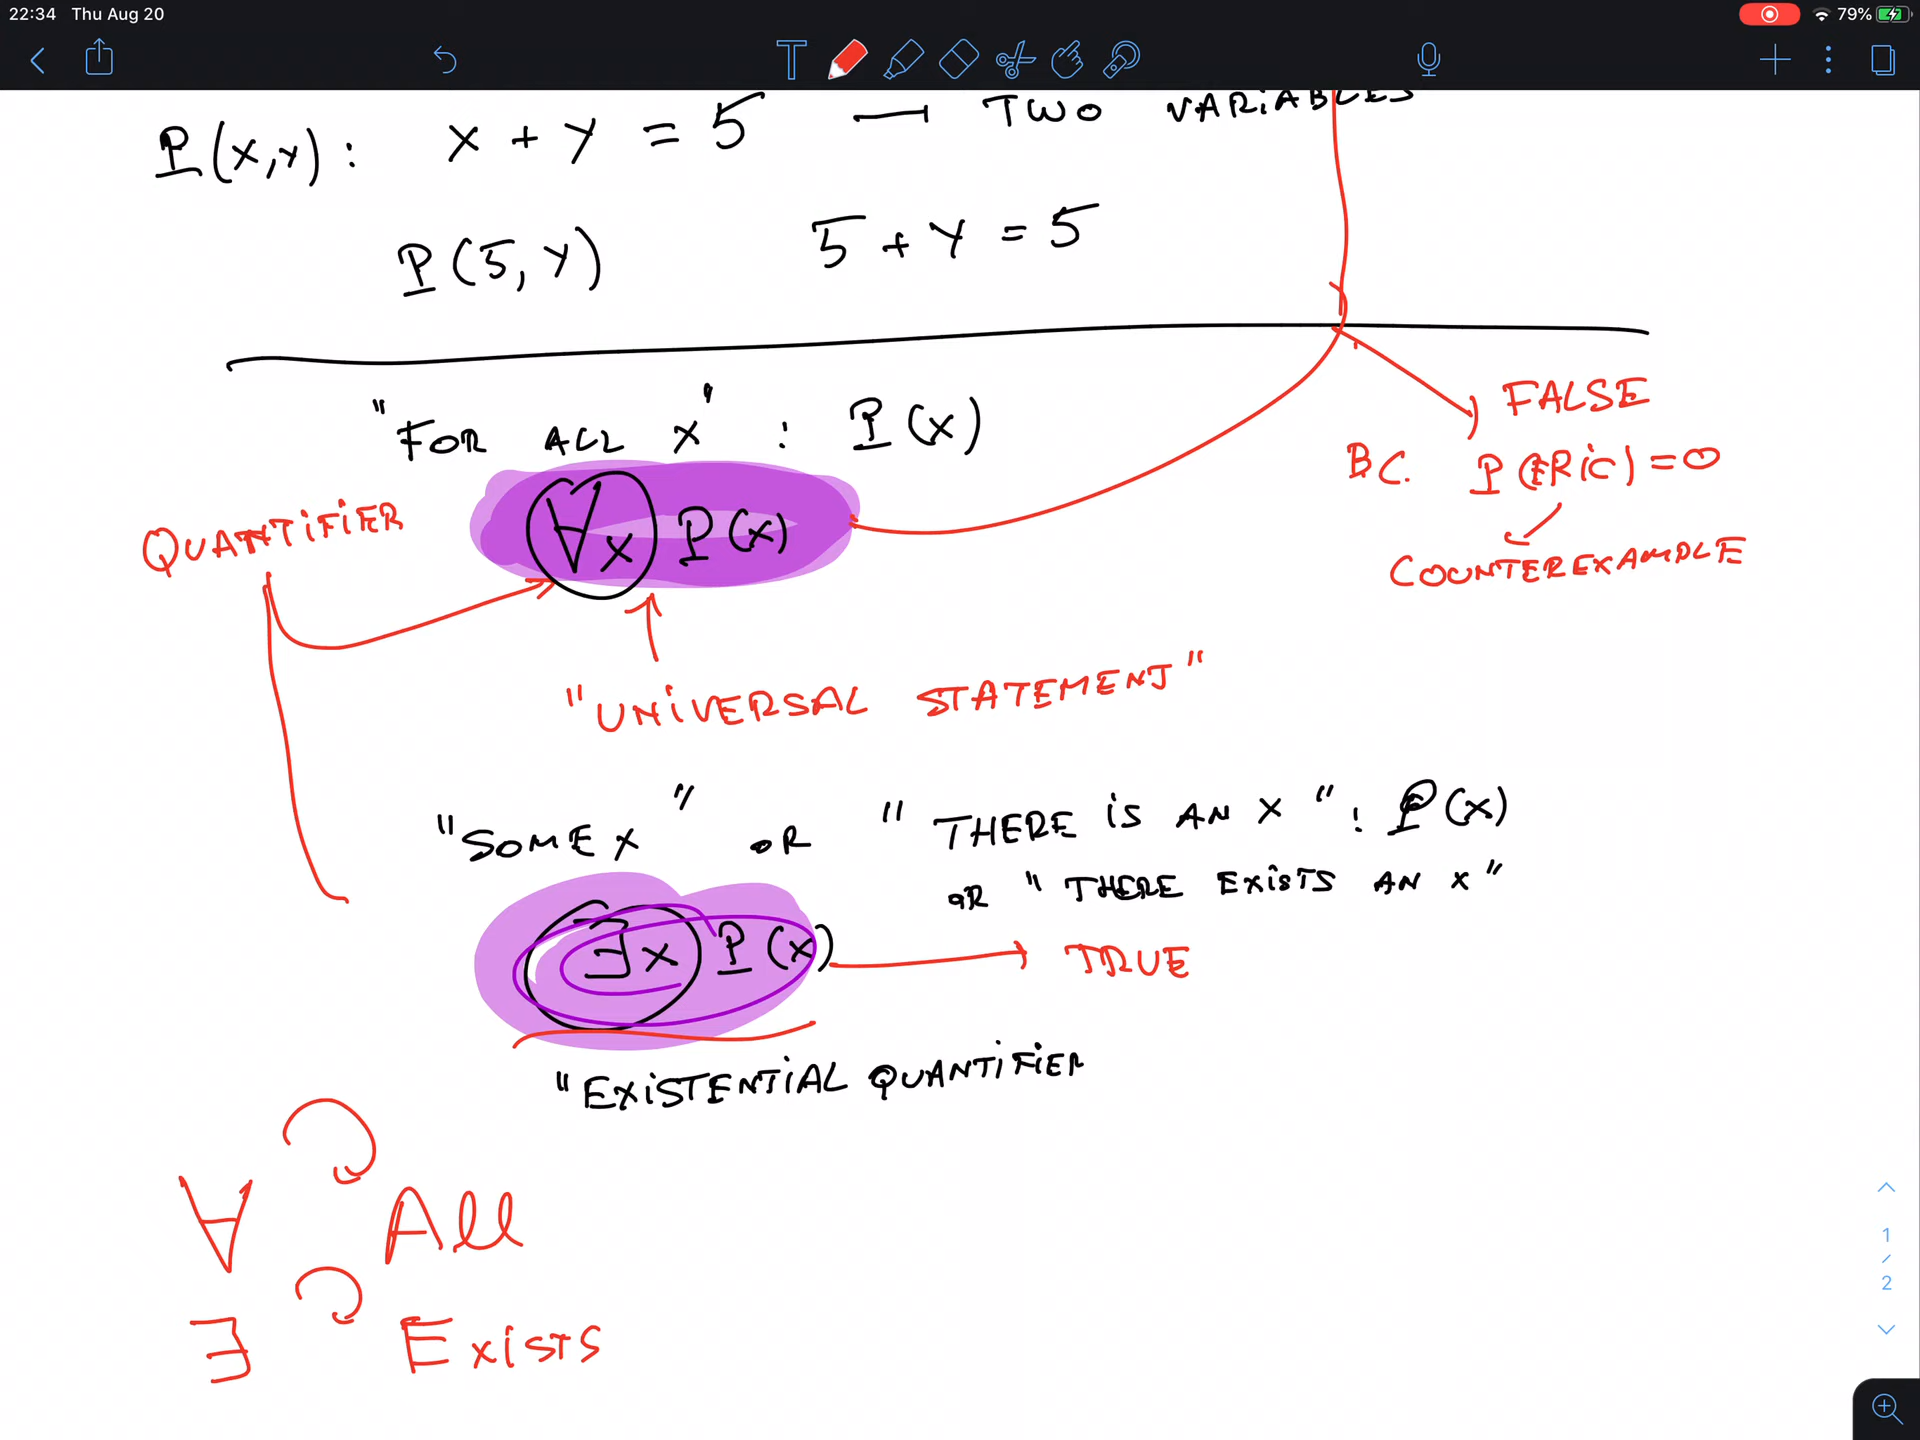 22:34 Thu Aug 20 79%
P(x,y): x + y = 5 — TWO VARiABLES
P(5, y) 5 + y = 5
"FOR ALL X" : P(x)
FALSE
B.C. P(ERiC) = 0
QUANTiFiER
∀x P(x)
COUNTEREXAMPLE
"UNiVERSAL STATEMENT"
"SOME X" OR "THERE iS AN X" : P(x)
OR "THERE EXiSTS AN X"
∃x P(x) → TRUE
"EXiSTENTiAL QUANTiFiER
∀ All
∃ Exists
1
/
2